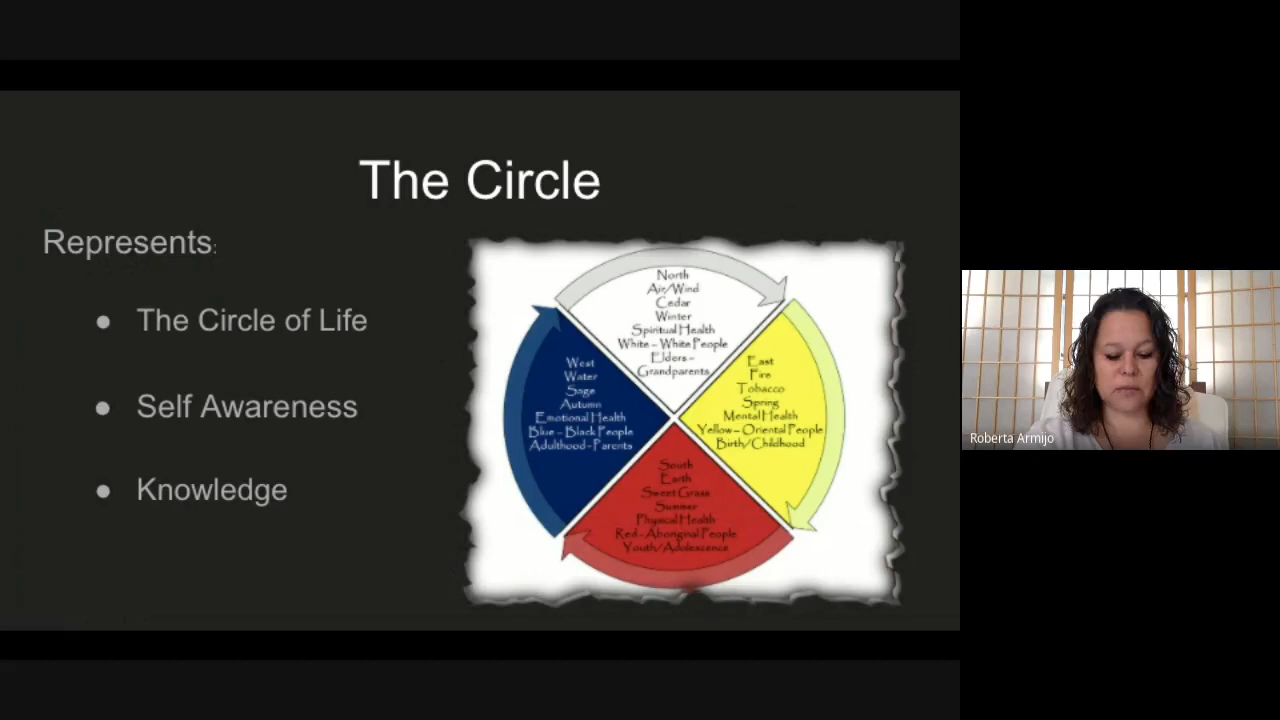 The Circle
Represents:
● The Circle of Life
● Self Awareness
● Knowledge
North
Air/Wind
Cedar
Winter
Spiritual Health
White – White People
Elders –
Grandparents
West
Water
Sage
Autumn
Emotional Health
Blue – Black People
Adulthood - Parents
East
Fire
Tobacco
Spring
Mental Health
Yellow – Oriental People
Birth/Childhood
South
Earth
Sweet Grass
Summer
Physical Health
Red - Aboriginal People
Youth/Adolescence
Roberta Armijo